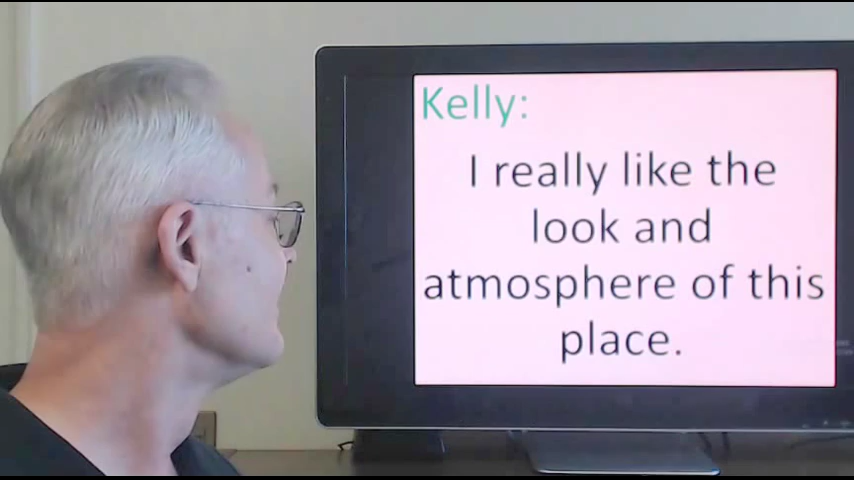 Kelly:
I really like the
look and
atmosphere of this
place.